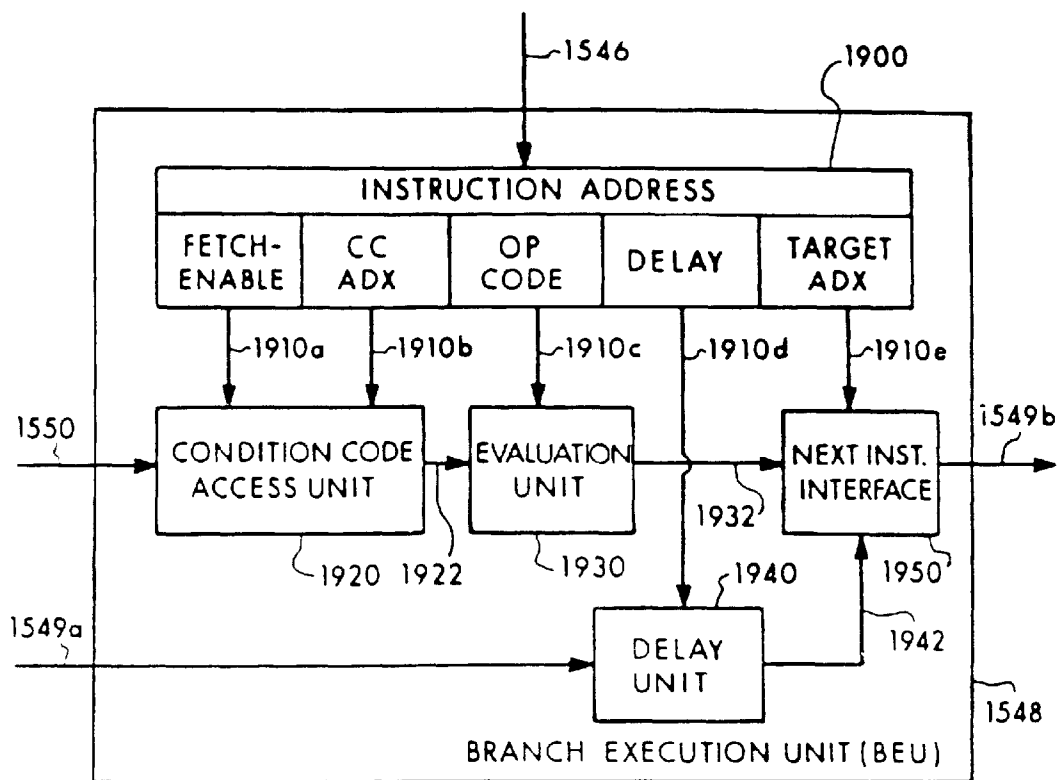 1546
1900
INSTRUCTION ADDRESS
FETCH-
ENABLE
CC
ADX
OP
CODE
DELAY
TARGET
ADX
1910a
1910b
1910c
1910d
1910e
1550
1549b
CONDITION CODE
ACCESS UNIT
EVALUATION
UNIT
NEXT INST.
INTERFACE
1932
1920
1922
1930
1940
1950
1549a
DELAY
UNIT
1942
1548
BRANCH EXECUTION UNIT (BEU)